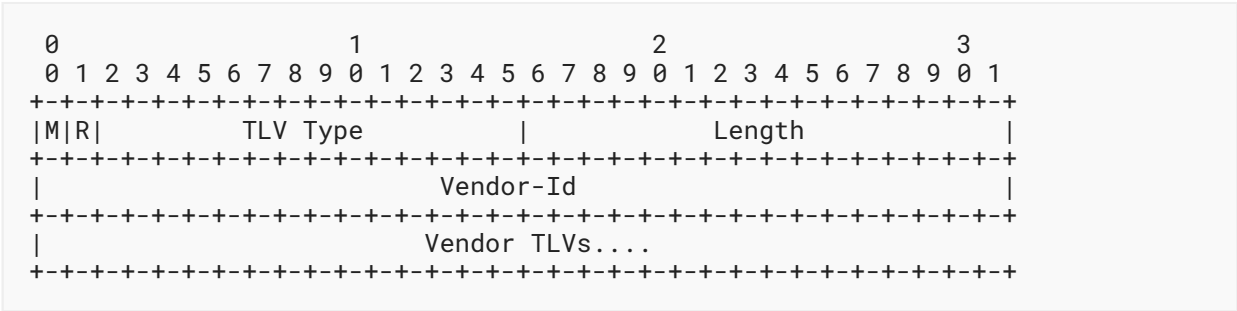 0                   1                   2                   3
 0 1 2 3 4 5 6 7 8 9 0 1 2 3 4 5 6 7 8 9 0 1 2 3 4 5 6 7 8 9 0 1
+-+-+-+-+-+-+-+-+-+-+-+-+-+-+-+-+-+-+-+-+-+-+-+-+-+-+-+-+-+-+-+-+
|M|R|         TLV Type          |            Length             |
+-+-+-+-+-+-+-+-+-+-+-+-+-+-+-+-+-+-+-+-+-+-+-+-+-+-+-+-+-+-+-+-+
|                          Vendor-Id                            |
+-+-+-+-+-+-+-+-+-+-+-+-+-+-+-+-+-+-+-+-+-+-+-+-+-+-+-+-+-+-+-+-+
|                         Vendor TLVs....
+-+-+-+-+-+-+-+-+-+-+-+-+-+-+-+-+-+-+-+-+-+-+-+-+-+-+-+-+-+-+-+-+